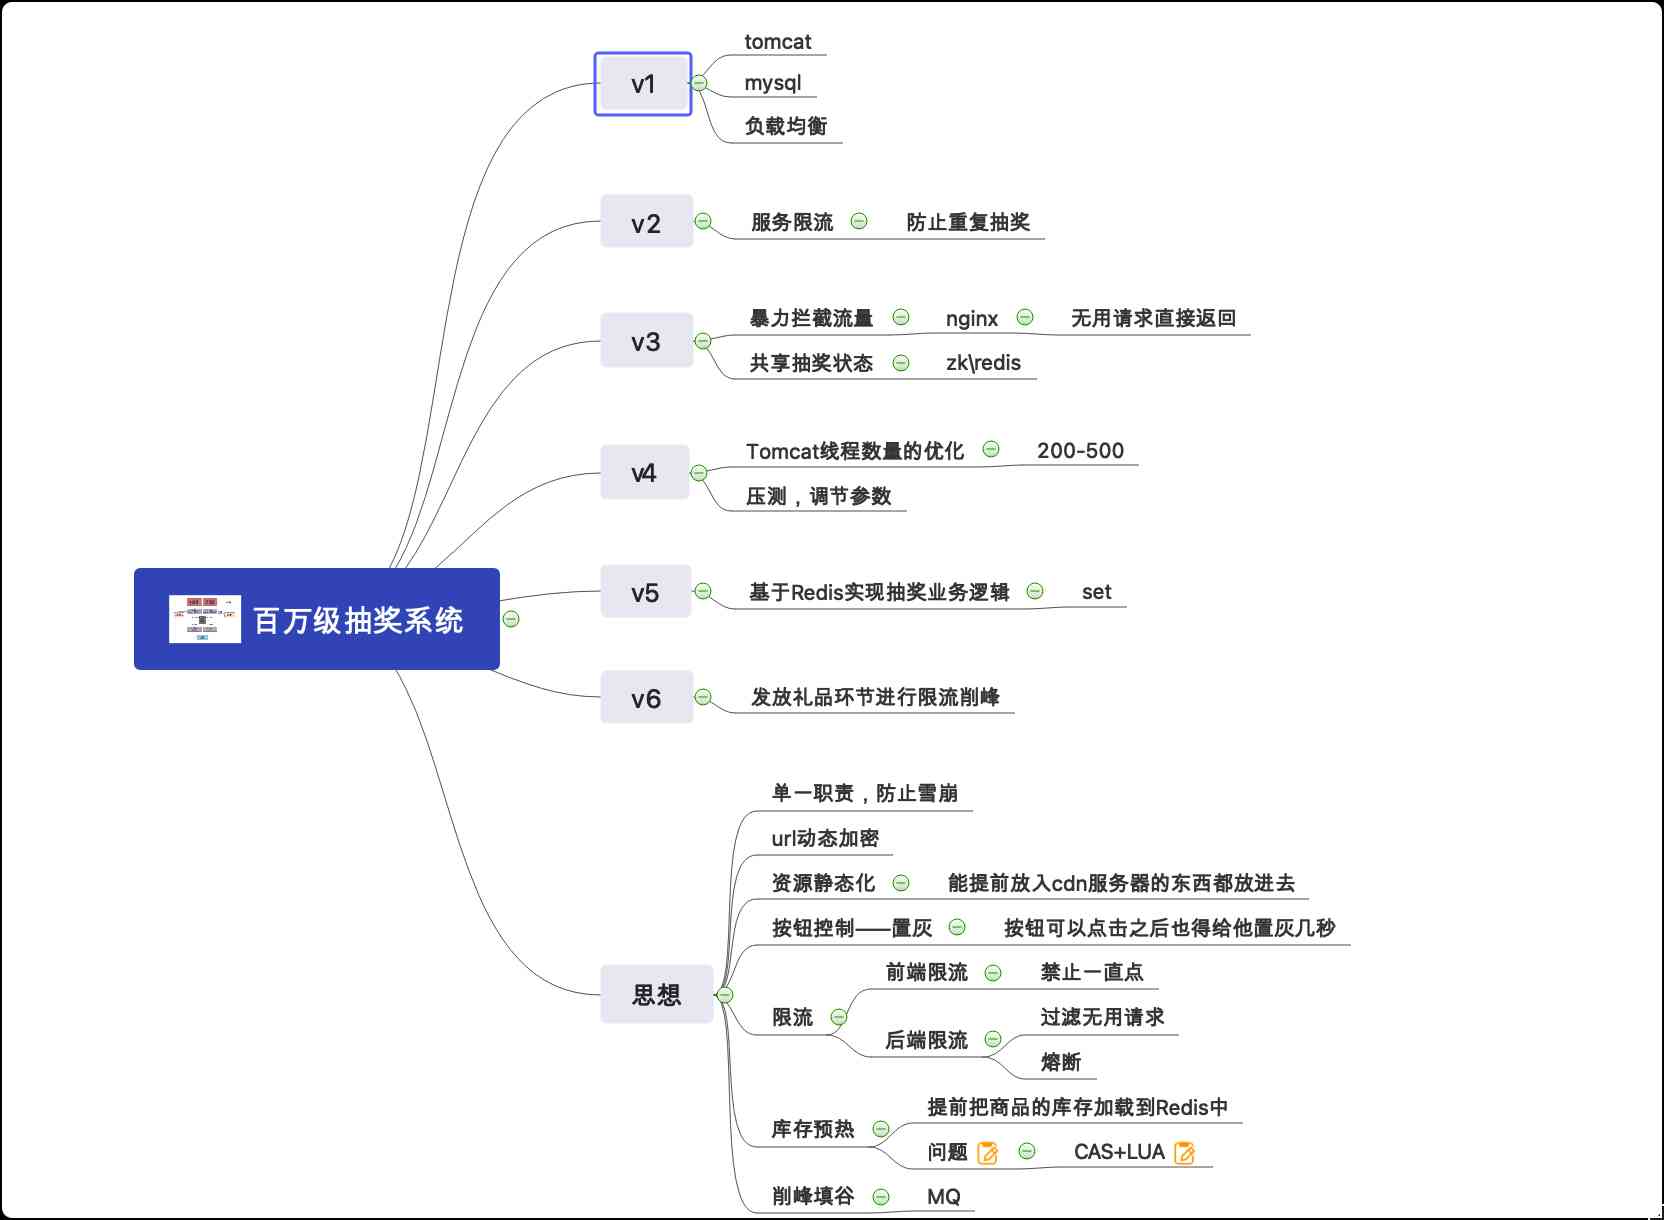 tomcat
v1
mysql
负载均衡
v2
服务限流
防止重复抽奖
v3
暴力拦截流量
nginx
无用请求直接返回
共享抽奖状态
zk\redis
v4
Tomcat线程数量的优化
200-500
压测，调节参数
百万级抽奖系统
v5
基于Redis实现抽奖业务逻辑
set
v6
发放礼品环节进行限流削峰
思想
单一职责，防止雪崩
url动态加密
资源静态化
能提前放入cdn服务器的东西都放进去
按钮控制——置灰
按钮可以点击之后也得给他置灰几秒
限流
前端限流
禁止一直点
后端限流
过滤无用请求
熔断
库存预热
提前把商品的库存加载到Redis中
问题
CAS+LUA
削峰填谷
MQ